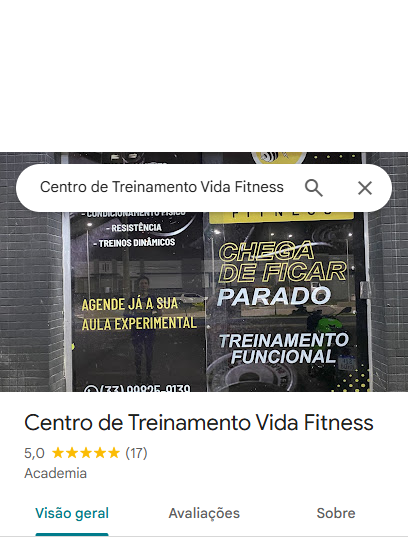 Centro de Treinamento Vida Fitness
- CONDICIONAMENTO FÍSICO
- RESISTÊNCIA
- TREINOS DINÂMICOS
AGENDE JÁ A SUA
AULA EXPERIMENTAL
(33) 99825-9139
FITNESS
CHEGA
DE FICAR
PARADO
TREINAMENTO
FUNCIONAL
Centro de Treinamento Vida Fitness
5,0 ★★★★★ (17)
Academia
Visão geral Avaliações Sobre